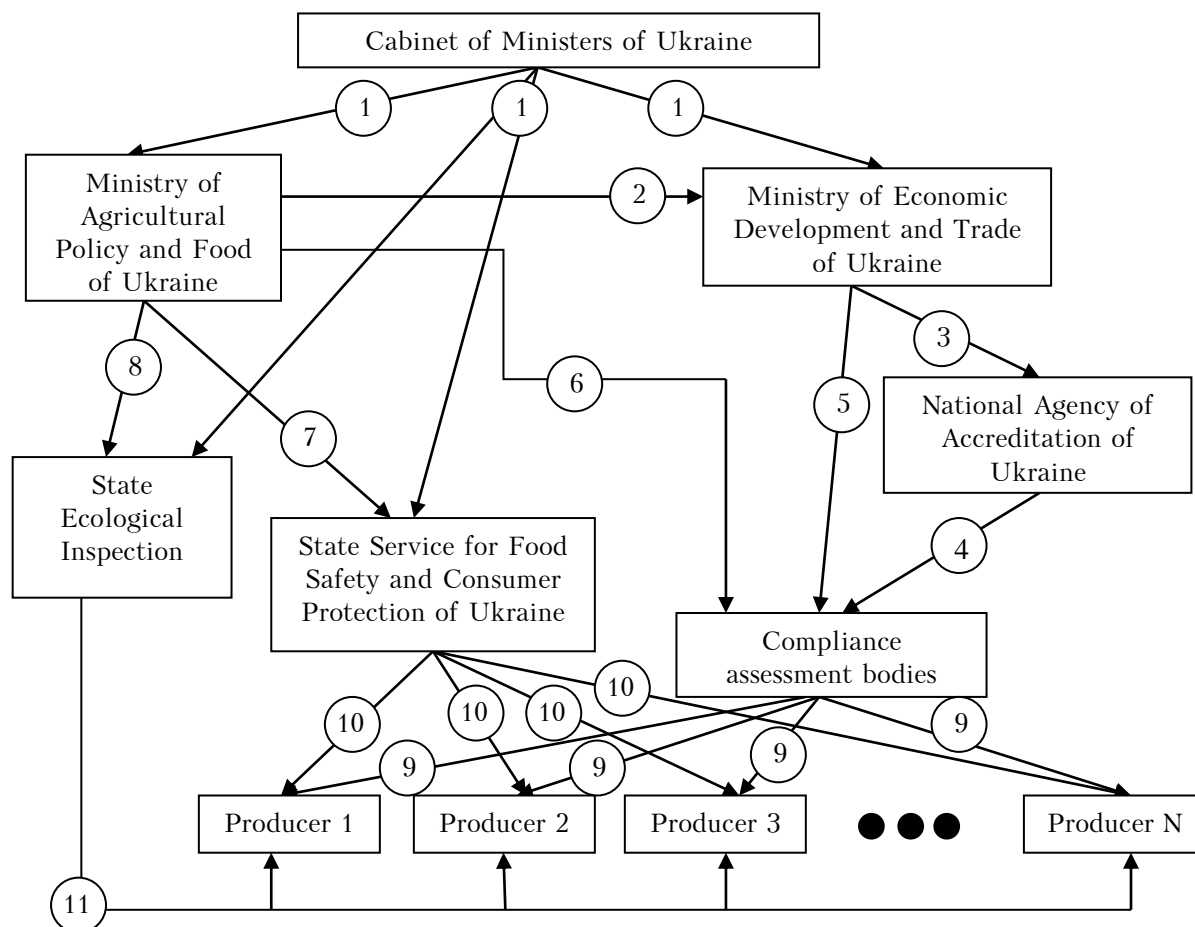 Cabinet of Ministers of Ukraine
1
1
1
Ministry of
Agricultural
Policy and Food
of Ukraine
2
Ministry of Economic
Development and Trade
of Ukraine
3
8
6
5
National Agency of
Accreditation of
Ukraine
7
State
Ecological
Inspection
State Service for Food
Safety and Consumer
Protection of Ukraine
4
Compliance
assessment bodies
10
10
10
10
9
9
9
9
Producer 1
Producer 2
Producer 3
Producer N
11